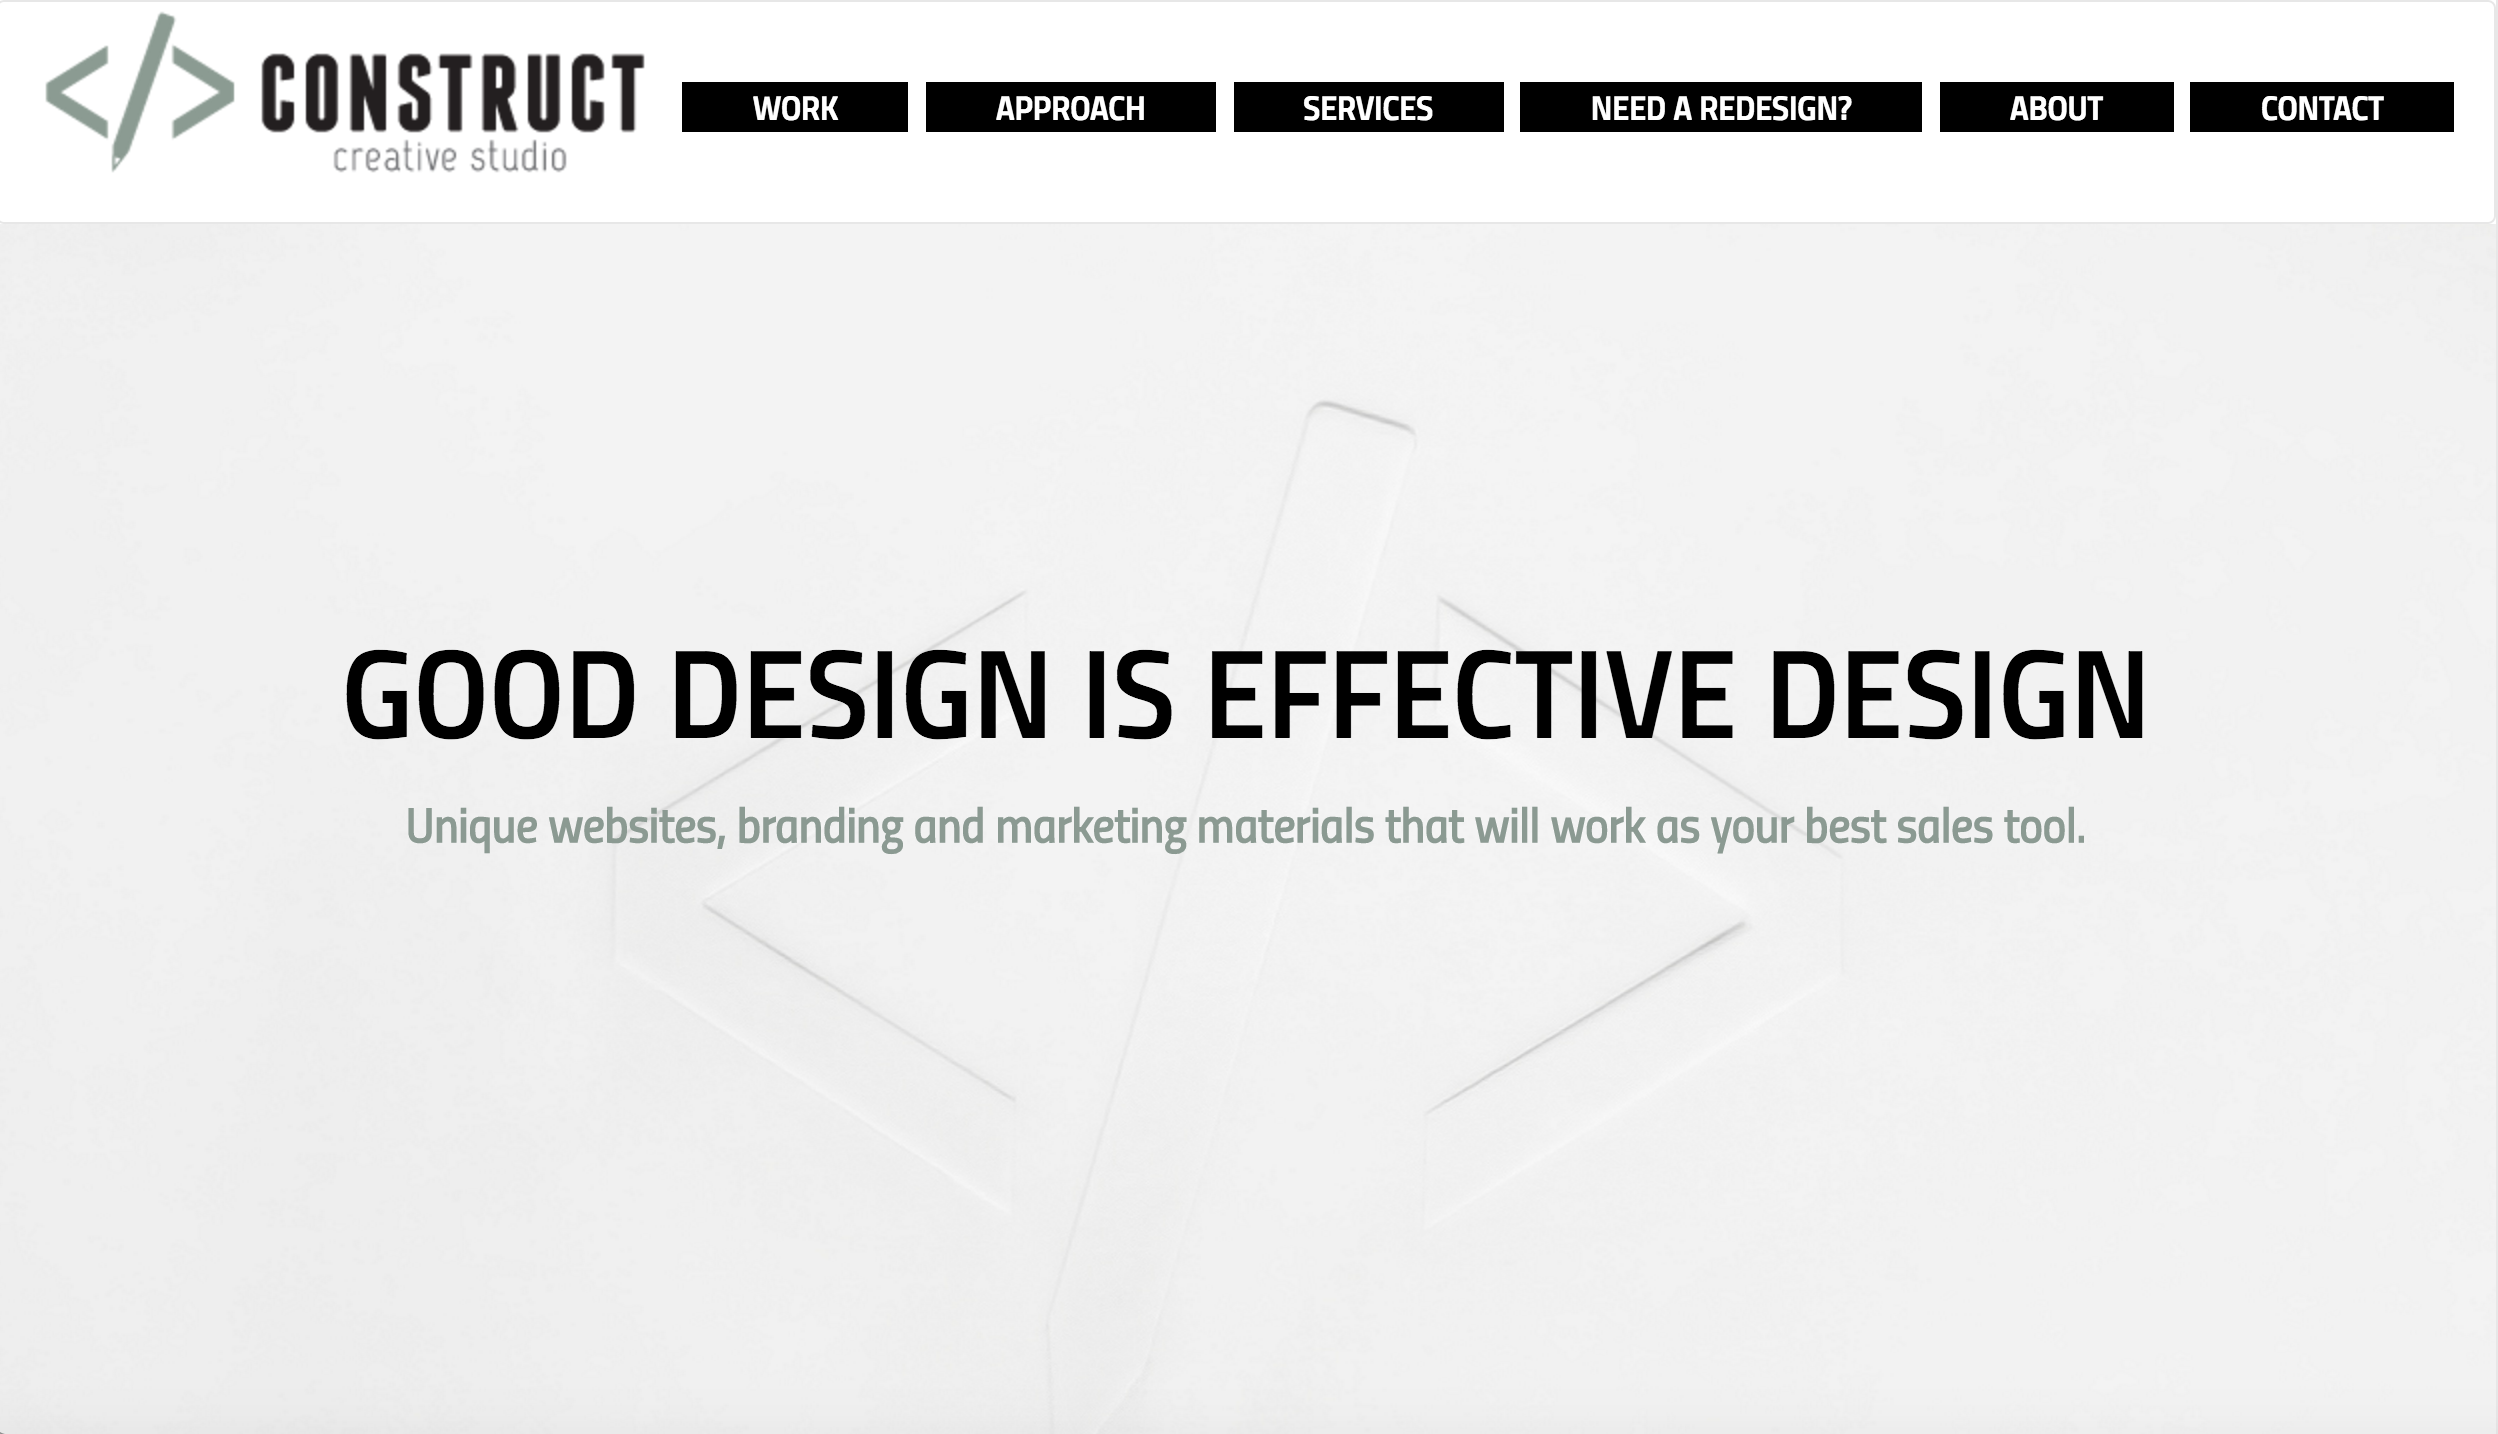 CONSTRUCT
creative studio
WORK APPROACH SERVICES NEED A REDESIGN? ABOUT CONTACT
GOOD DESIGN IS EFFECTIVE DESIGN
Unique websites, branding and marketing materials that will work as your best sales tool.